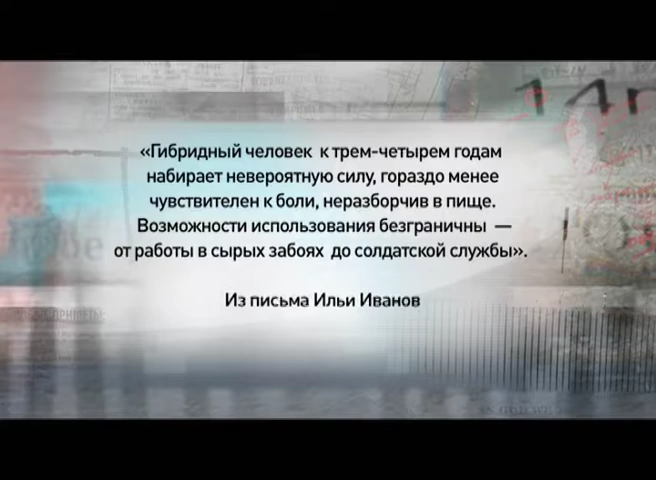 «Гибридный человек к трем-четырем годам
набирает невероятную силу, гораздо менее
чувствителен к боли, неразборчив в пище.
Возможности использования безграничны —
от работы в сырых забоях до солдатской службы».
Из письма Ильи Иванов